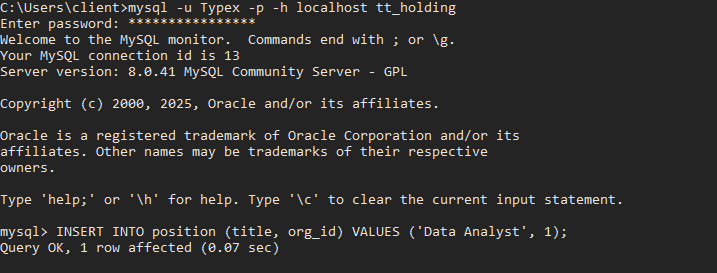 C:\Users\client>mysql -u Typex -p -h localhost tt_holding
Enter password: ****************
Welcome to the MySQL monitor.  Commands end with ; or \g.
Your MySQL connection id is 13
Server version: 8.0.41 MySQL Community Server - GPL
Copyright (c) 2000, 2025, Oracle and/or its affiliates.
Oracle is a registered trademark of Oracle Corporation and/or its
affiliates. Other names may be trademarks of their respective
owners.
Type 'help;' or '\h' for help. Type '\c' to clear the current input statement.
mysql> INSERT INTO position (title, org_id) VALUES ('Data Analyst', 1);
Query OK, 1 row affected (0.07 sec)